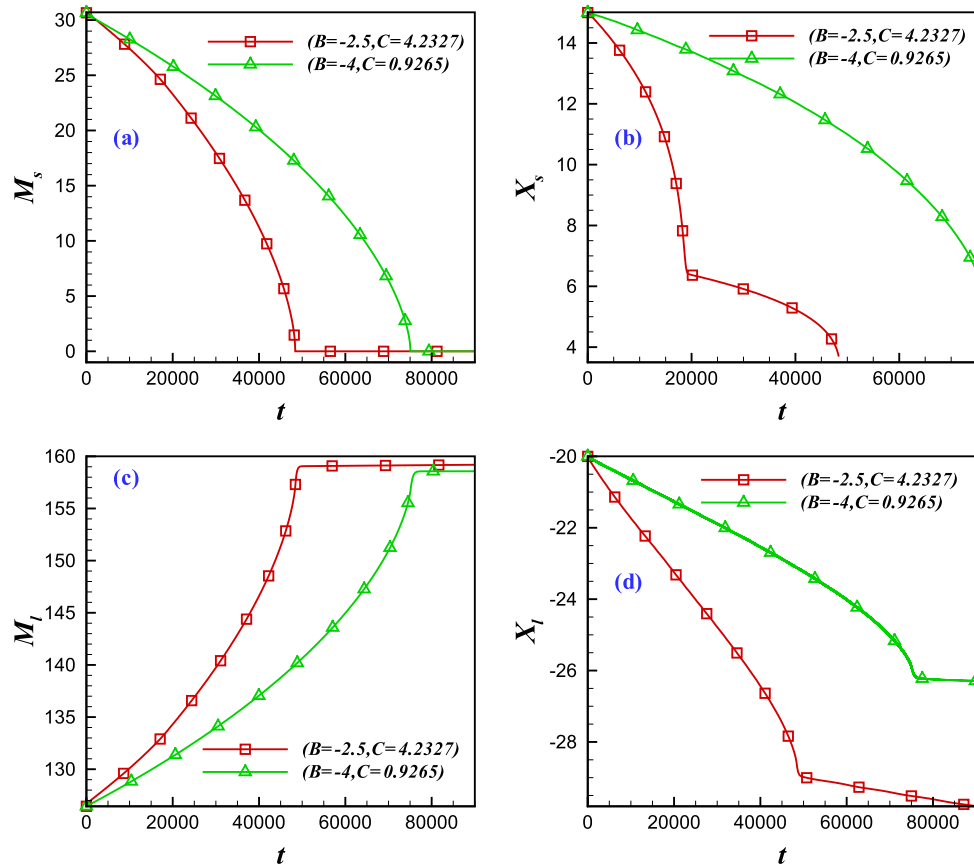 30
25
20
15
10
5
0
M_s
(B=-2.5,C=4.2327)
(B=-4,C=0.9265)
(a)
0 20000 40000 60000 80000
t
14
12
10
8
6
4
X_s
(B=-2.5,C=4.2327)
(B=-4,C=0.9265)
(b)
0 20000 40000 60000
t
160
155
150
145
140
135
130
M_l
(c)
(B=-2.5,C=4.2327)
(B=-4,C=0.9265)
0 20000 40000 60000 80000
t
-20
-22
-24
-26
-28
X_l
(B=-2.5,C=4.2327)
(B=-4,C=0.9265)
(d)
0 20000 40000 60000 80000
t